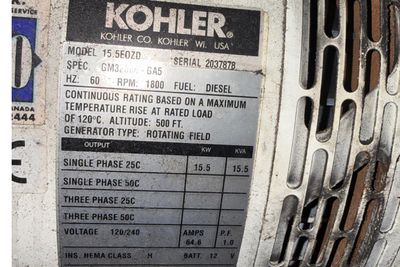 KOHLER
KOHLER CO. KOHLER WI. USA
MODEL 15.5EOZD SERIAL 2037878
SPEC. -GA5
HZ: 60 RPM: 1800 FUEL: DIESEL
CONTINUOUS RATING BASED ON A MAXIMUM
TEMPERATURE RISE AT RATED LOAD
OF 120°C. ALTITUDE: 500 FT.
GENERATOR TYPE: ROTATING FIELD
OUTPUT KW KVA
SINGLE PHASE 25C 15.5 15.5
SINGLE PHASE 50C
THREE PHASE 25C
THREE PHASE 50C
VOLTAGE 120/240 AMPS P.F.
64.6 1.0
INS. NEMA CLASS H BATT. 12 V
SERVICE
CANADA
-2444